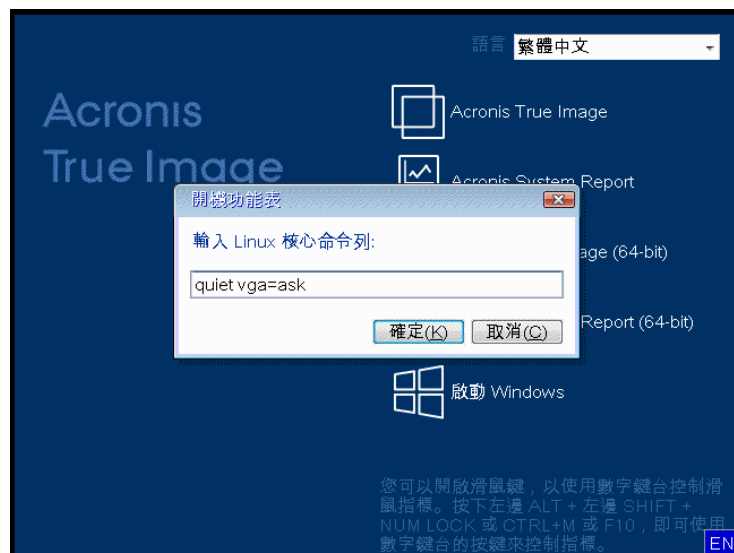 語言 繁體中文
Acronis
True Image
Acronis True Image
Acronis System Report
開機功能表
輸入 Linux 核心命令列:
quiet vga=ask
確定(K) 取消(C)
age (64-bit)
Report (64-bit)
啟動 Windows
您可以開啟滑鼠鍵，以使用數字鍵台控制滑
鼠指標。按下左邊 ALT + 左邊 SHIFT +
NUM LOCK 或 CTRL+M 或 F10，即可使用
數字鍵台的按鍵來控制指標。
EN